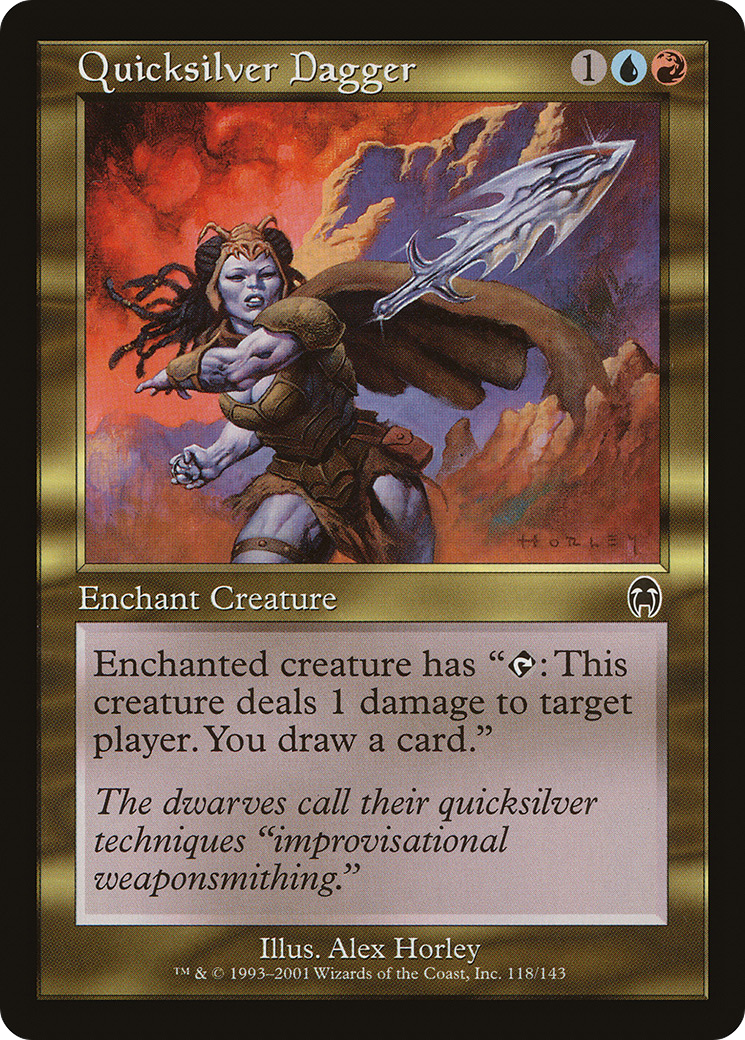 Quicksilver Dagger 1
HORLEY
Enchant Creature
Enchanted creature has “: This
creature deals 1 damage to target
player. You draw a card.”
The dwarves call their quicksilver
techniques “improvisational
weaponsmithing.”
Illus. Alex Horley
™ & © 1993–2001 Wizards of the Coast, Inc. 118/143